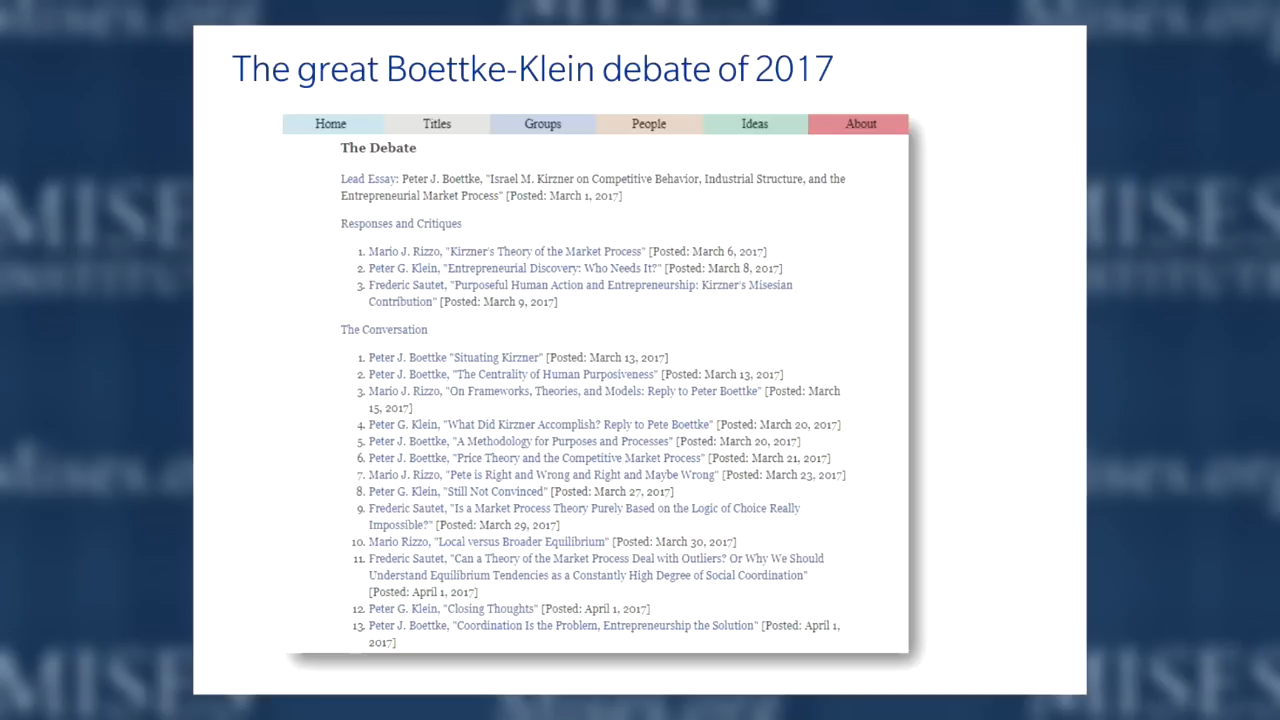 The great Boettke-Klein debate of 2017
Home Titles Groups People Ideas About
The Debate
Lead Essay: Peter J. Boettke, "Israel M. Kirzner on Competitive Behavior, Industrial Structure, and the
Entrepreneurial Market Process" [Posted: March 1, 2017]
Responses and Critiques
1. Mario J. Rizzo, "Kirzner's Theory of the Market Process" [Posted: March 6, 2017]
2. Peter G. Klein, "Entrepreneurial Discovery: Who Needs It?" [Posted: March 8, 2017]
3. Frederic Sautet, "Purposeful Human Action and Entrepreneurship: Kirzner's Misesian
Contribution" [Posted: March 9, 2017]
The Conversation
1. Peter J. Boettke "Situating Kirzner" [Posted: March 13, 2017]
2. Peter J. Boettke, "The Centrality of Human Purposiveness" [Posted: March 13, 2017]
3. Mario J. Rizzo, "On Frameworks, Theories, and Models: Reply to Peter Boettke" [Posted: March
15, 2017]
4. Peter G. Klein, "What Did Kirzner Accomplish? Reply to Pete Boettke" [Posted: March 20, 2017]
5. Peter J. Boettke, "A Methodology for Purposes and Processes" [Posted: March 20, 2017]
6. Peter J. Boettke, "Price Theory and the Competitive Market Process" [Posted: March 21, 2017]
7. Mario J. Rizzo, "Pete is Right and Wrong and Right and Maybe Wrong" [Posted: March 23, 2017]
8. Peter G. Klein, "Still Not Convinced" [Posted: March 27, 2017]
9. Frederic Sautet, "Is a Market Process Theory Purely Based on the Logic of Choice Really
Impossible?" [Posted: March 29, 2017]
10. Mario Rizzo, "Local versus Broader Equilibrium" [Posted: March 30, 2017]
11. Frederic Sautet, "Can a Theory of the Market Process Deal with Outliers? Or Why We Should
Understand Equilibrium Tendencies as a Constantly High Degree of Social Coordination"
[Posted: April 1, 2017]
12. Peter G. Klein, "Closing Thoughts" [Posted: April 1, 2017]
13. Peter J. Boettke, "Coordination Is the Problem, Entrepreneurship the Solution" [Posted: April 1,
2017]